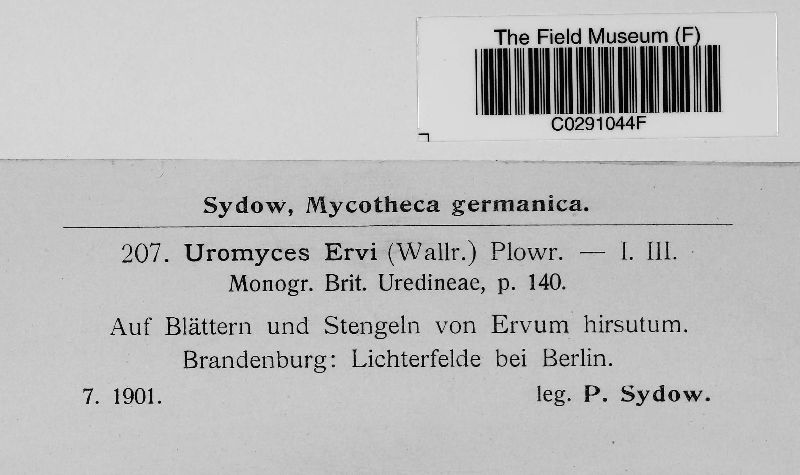 The Field Museum (F)
C0291044F
Sydow, Mycotheca germanica.
207. Uromyces Ervi (Wallr.) Plowr. — I. III.
Monogr. Brit. Uredineae, p. 140.
Auf Blättern und Stengeln von Ervum hirsutum.
Brandenburg: Lichterfelde bei Berlin.
7. 1901. leg. P. Sydow.